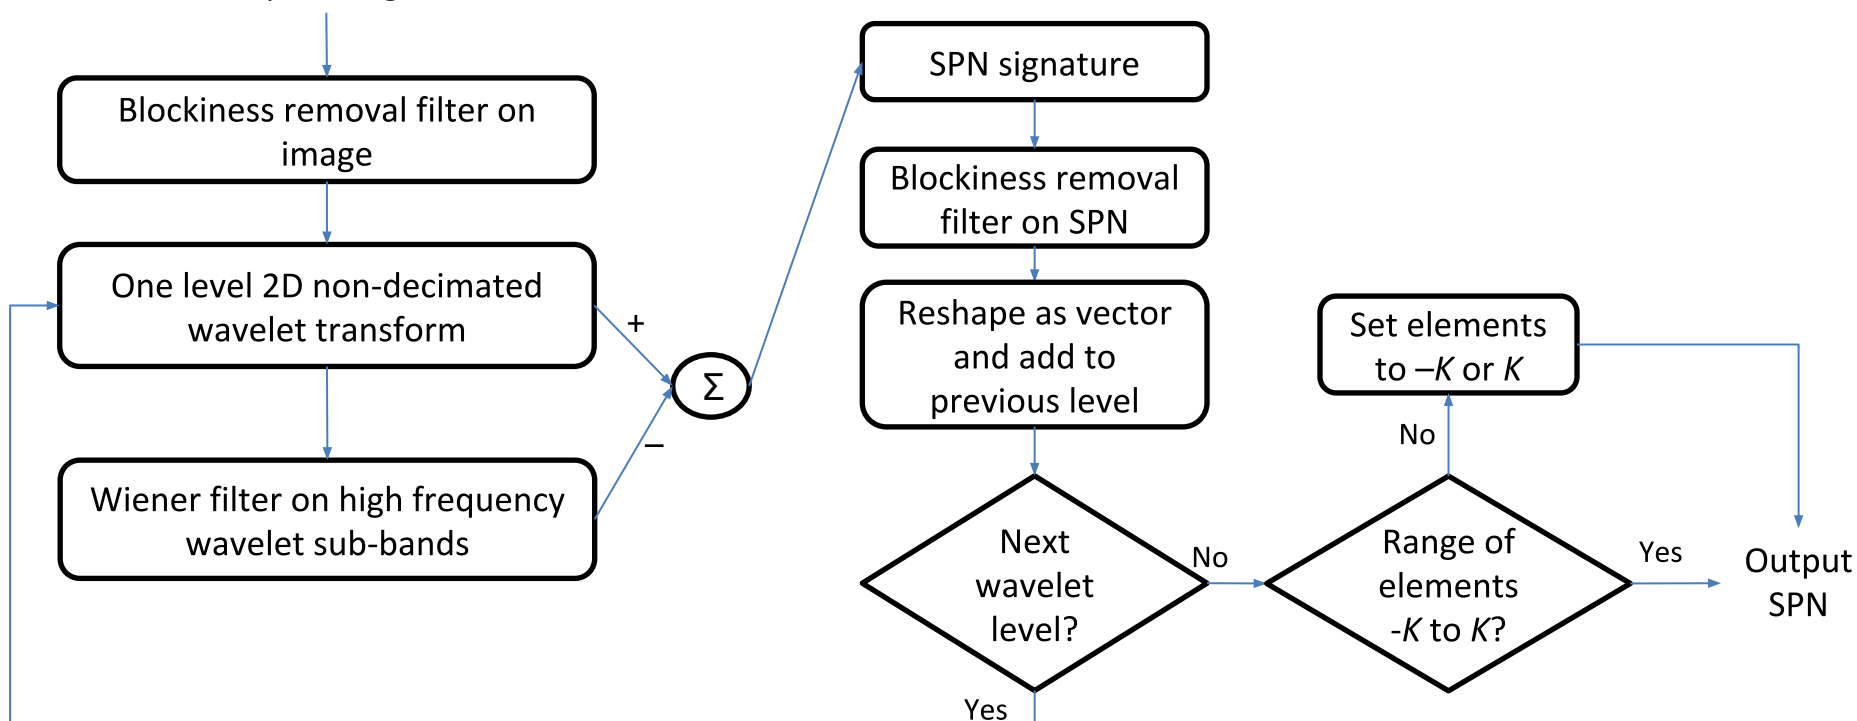 Blockiness removal filter on
image
One level 2D non-decimated
wavelet transform
Wiener filter on high frequency
wavelet sub-bands
+
–
Σ
SPN signature
Blockiness removal
filter on SPN
Reshape as vector
and add to
previous level
Next
wavelet
level?
No
Yes
Range of
elements
-K to K?
No
Yes
Set elements
to –K or K
Output
SPN